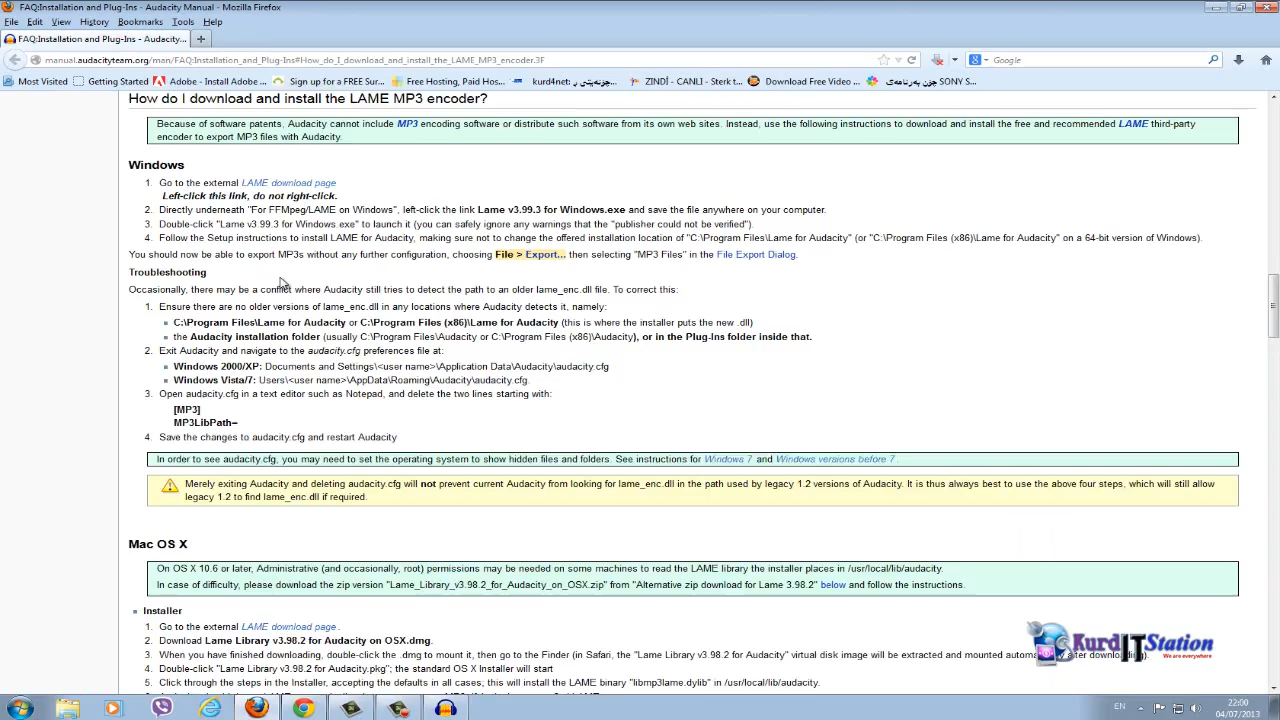 FAQ:Installation and Plug-Ins - Audacity Manual - Mozilla Firefox
File Edit View History Bookmarks Tools Help
FAQ:Installation and Plug-Ins - Audacity...
manual.audacityteam.org/man/FAQ:Installation_and_Plug-Ins#How_do_I_download_and_install_the_LAME_MP3_encoder.3F
Google
Most Visited Getting Started Adobe - Install Adob... Sign up for a FREE Sur... Free Hosting, Paid Hos... kurd4net: ZINDÎ - CANLI - Sterk t... Download Free Video ... SONY S...
How do I download and install the LAME MP3 encoder?
Because of software patents, Audacity cannot include MP3 encoding software or distribute such software from its own web sites. Instead, use the following instructions to download and install the free and recommended LAME third-party
encoder to export MP3 files with Audacity.
Windows
1. Go to the external LAME download page
Left-click this link, do not right-click.
2. Directly underneath "For FFMpeg/LAME on Windows", left-click the link Lame v3.99.3 for Windows.exe and save the file anywhere on your computer.
3. Double-click "Lame v3.99.3 for Windows exe" to launch it (you can safely ignore any warnings that the "publisher could not be verified").
4. Follow the Setup instructions to install LAME for Audacity, making sure not to change the offered installation location of "C:\Program Files\Lame for Audacity" (or "C:\Program Files (x86)\Lame for Audacity" on a 64-bit version of Windows).
You should now be able to export MP3s without any further configuration, choosing File > Export... then selecting "MP3 Files" in the File Export Dialog.
Troubleshooting
Occasionally, there may be a conflict where Audacity still tries to detect the path to an older lame_enc.dll file. To correct this:
1. Ensure there are no older versions of lame_enc.dll in any locations where Audacity detects it, namely:
C:\Program Files\Lame for Audacity or C:\Program Files (x86)\Lame for Audacity (this is where the installer puts the new .dll)
the Audacity installation folder (usually C:\Program Files\Audacity or C:\Program Files (x86)\Audacity), or in the Plug-Ins folder inside that.
2. Exit Audacity and navigate to the audacity.cfg preferences file at:
Windows 2000/XP: Documents and Settings\<user name>\Application Data\Audacity\audacity.cfg
Windows Vista/7: Users\<user name>\AppData\Roaming\Audacity\audacity.cfg.
3. Open audacity.cfg in a text editor such as Notepad, and delete the two lines starting with:
[MP3]
MP3LibPath=
4. Save the changes to audacity.cfg and restart Audacity
In order to see audacity.cfg, you may need to set the operating system to show hidden files and folders. See instructions for Windows 7 and Windows versions before 7 .
Merely exiting Audacity and deleting audacity.cfg will not prevent current Audacity from looking for lame_enc.dll in the path used by legacy 1.2 versions of Audacity. It is thus always best to use the above four steps, which will still allow
legacy 1.2 to find lame_enc.dll if required.
Mac OS X
On OS X 10.6 or later, Administrative (and occasionally, root) permissions may be needed on some machines to read the LAME library the installer places in /usr/local/lib/audacity.
In case of difficulty, please download the zip version "Lame_Library_v3.98.2_for_Audacity_on_OSX.zip" from "Alternative zip download for Lame 3.98.2" below and follow the instructions.
Installer
1. Go to the external LAME download page .
2. Download Lame Library v3.98.2 for Audacity on OSX.dmg.
3. When you have finished downloading, double-click the .dmg to mount it, then go to the Finder (in Safari, the "Lame Library v3.98.2 for Audacity" virtual disk image will be extracted and mounted after downloading).
4. Double-click "Lame Library v3.98.2 for Audacity.pkg": the standard OS X installer will start
5. Click through the steps in the Installer, accepting the defaults in all cases; this will install the LAME binary "libmp3lame.dylib" in /usr/local/lib/audacity.
KurdITStation
We are everywhere
EN
22:00
04/07/2013